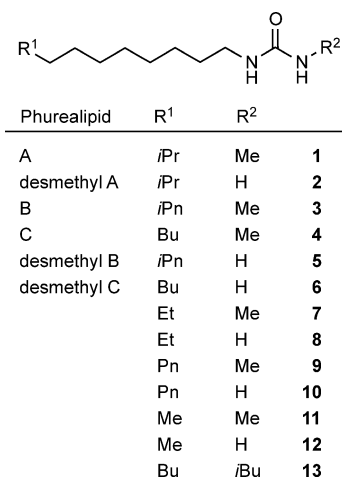 O
R1 N H N H R2
Phurealipid R1 R2
A iPr Me 1
desmethyl A iPr H 2
B iPn Me 3
C Bu Me 4
desmethyl B iPn H 5
desmethyl C Bu H 6
Et Me 7
Et H 8
Pn Me 9
Pn H 10
Me Me 11
Me H 12
Bu iBu 13